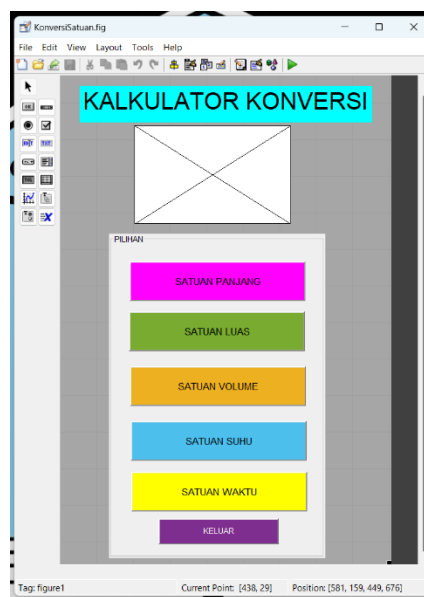 KonversiSatuan.fig
File Edit View Layout Tools Help
KALKULATOR KONVERSI
PILIHAN
SATUAN PANJANG
SATUAN LUAS
SATUAN VOLUME
SATUAN SUHU
SATUAN WAKTU
KELUAR
Tag: figure1 Current Point: [438, 29] Position: [581, 159, 449, 676]